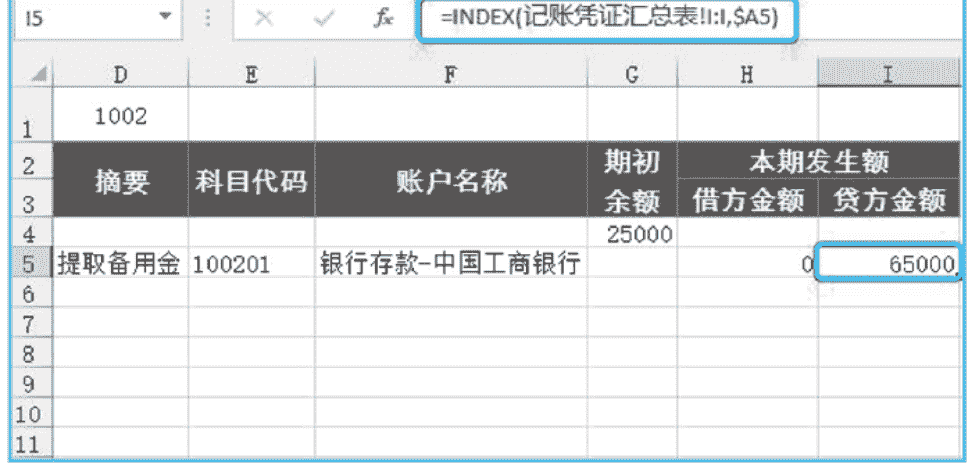 I5 fx =INDEX(记账凭证汇总表!I:I,$A5)
D E F G H I
1 1002
2 摘要 科目代码 账户名称 期初 本期发生额
3 余额 借方金额 贷方金额
4 25000
5 提取备用金 100201 银行存款-中国工商银行 0 65000
6
7
8
9
10
11